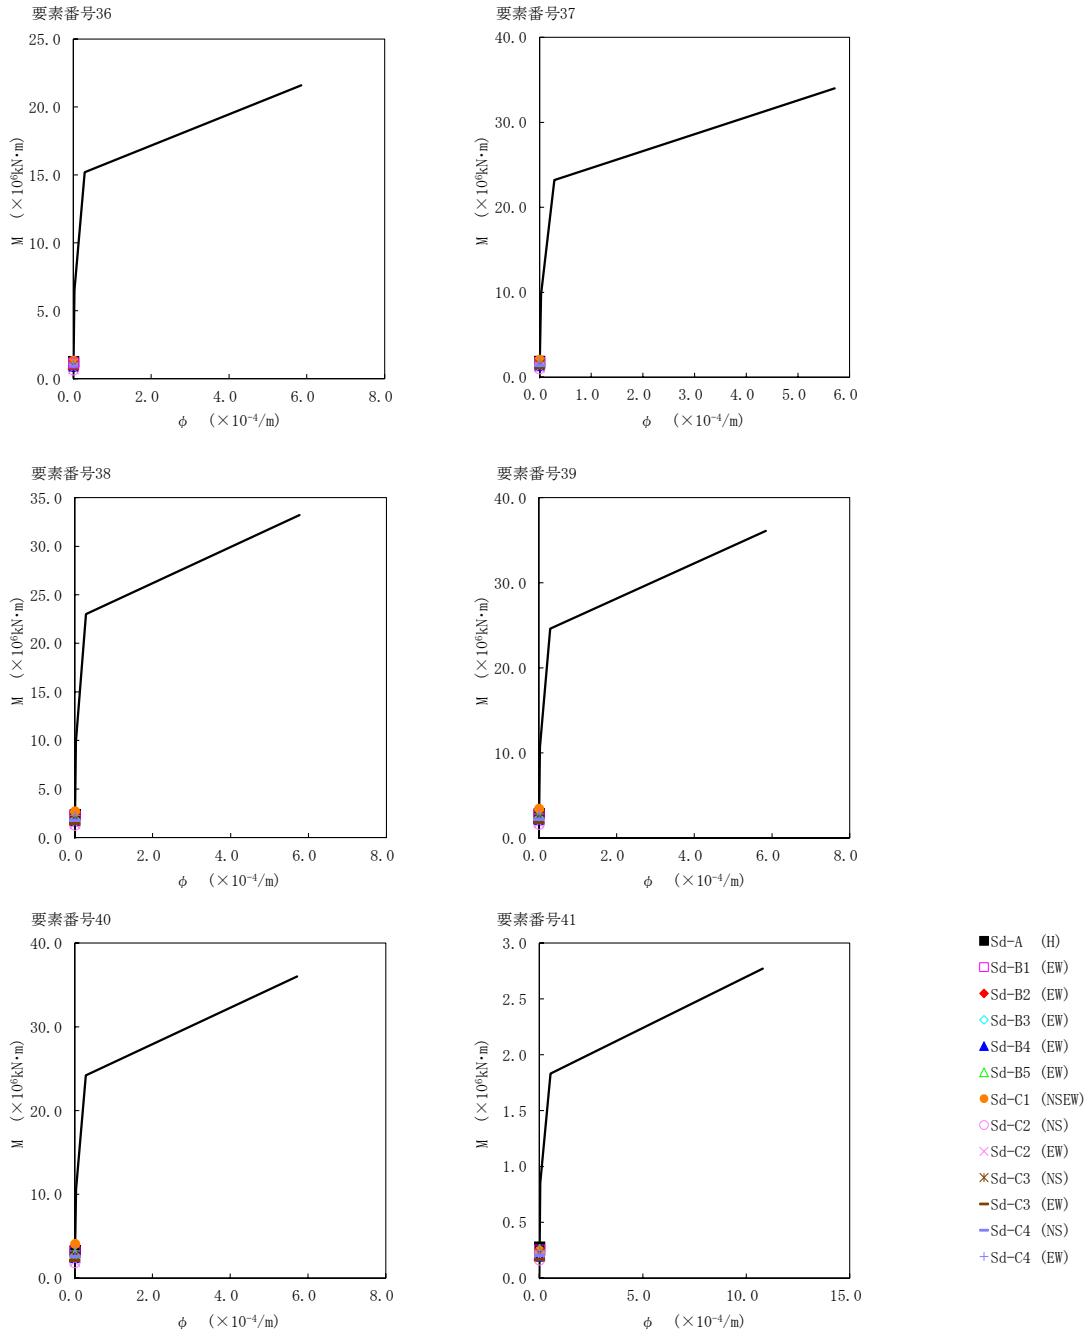 要素番号36
25.0
20.0
15.0
10.0
5.0
0.0
0.0 2.0 4.0 6.0 8.0
M (×10⁶kN・m)
φ (×10⁻⁴/m)
要素番号37
40.0
30.0
20.0
10.0
0.0
0.0 1.0 2.0 3.0 4.0 5.0 6.0
M (×10⁶kN・m)
φ (×10⁻⁴/m)
要素番号38
35.0
30.0
25.0
20.0
15.0
10.0
5.0
0.0
0.0 2.0 4.0 6.0 8.0
M (×10⁶kN・m)
φ (×10⁻⁴/m)
要素番号39
40.0
30.0
20.0
10.0
0.0
0.0 2.0 4.0 6.0 8.0
M (×10⁶kN・m)
φ (×10⁻⁴/m)
要素番号40
40.0
30.0
20.0
10.0
0.0
0.0 2.0 4.0 6.0 8.0
M (×10⁶kN・m)
φ (×10⁻⁴/m)
要素番号41
3.0
2.5
2.0
1.5
1.0
0.5
0.0
0.0 5.0 10.0 15.0
M (×10⁶kN・m)
φ (×10⁻⁴/m)
Sd-A (H)
Sd-B1 (EW)
Sd-B2 (EW)
Sd-B3 (EW)
Sd-B4 (EW)
Sd-B5 (EW)
Sd-C1 (NSEW)
Sd-C2 (NS)
Sd-C2 (EW)
Sd-C3 (NS)
Sd-C3 (EW)
Sd-C4 (NS)
Sd-C4 (EW)